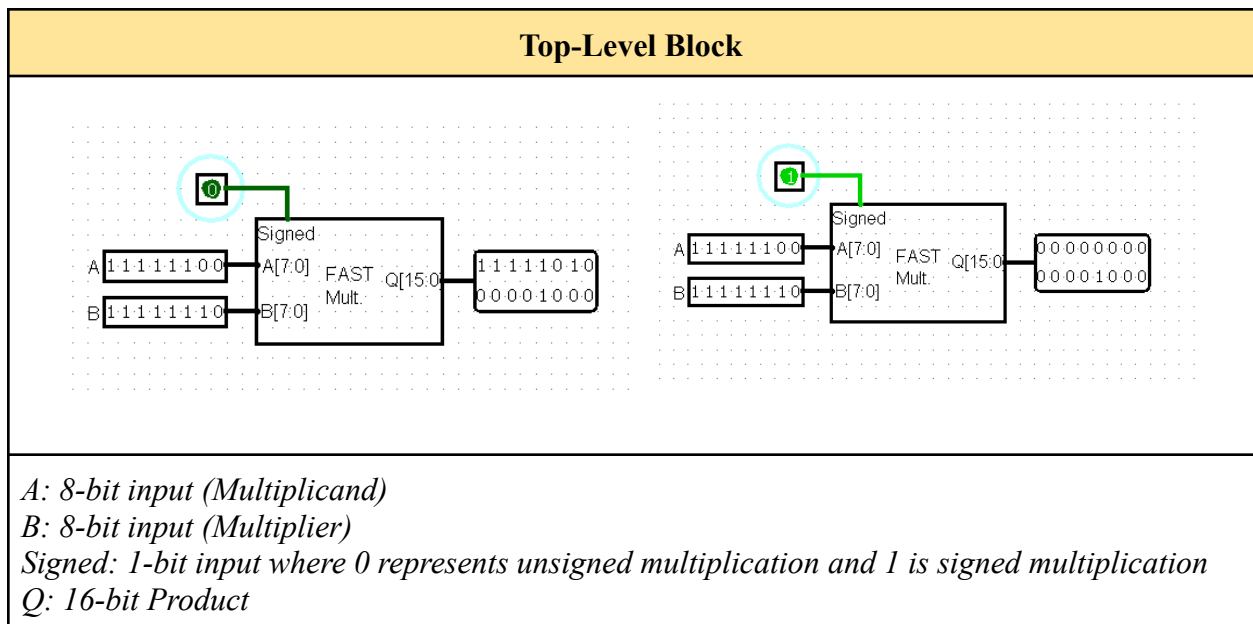 Top-Level Block
0
Signed
A 1 1 1 1 1 1 0 0 A[7:0] FAST Mult. Q[15:0] 1 1 1 1 1 0 1 0
B 1 1 1 1 1 1 1 0 B[7:0] 0 0 0 0 1 0 0 0
1
Signed
A 1 1 1 1 1 1 0 0 A[7:0] FAST Mult. Q[15:0] 0 0 0 0 0 0 0 0
B 1 1 1 1 1 1 1 0 B[7:0] 0 0 0 0 1 0 0 0
A: 8-bit input (Multiplicand)
B: 8-bit input (Multiplier)
Signed: 1-bit input where 0 represents unsigned multiplication and 1 is signed multiplication
Q: 16-bit Product